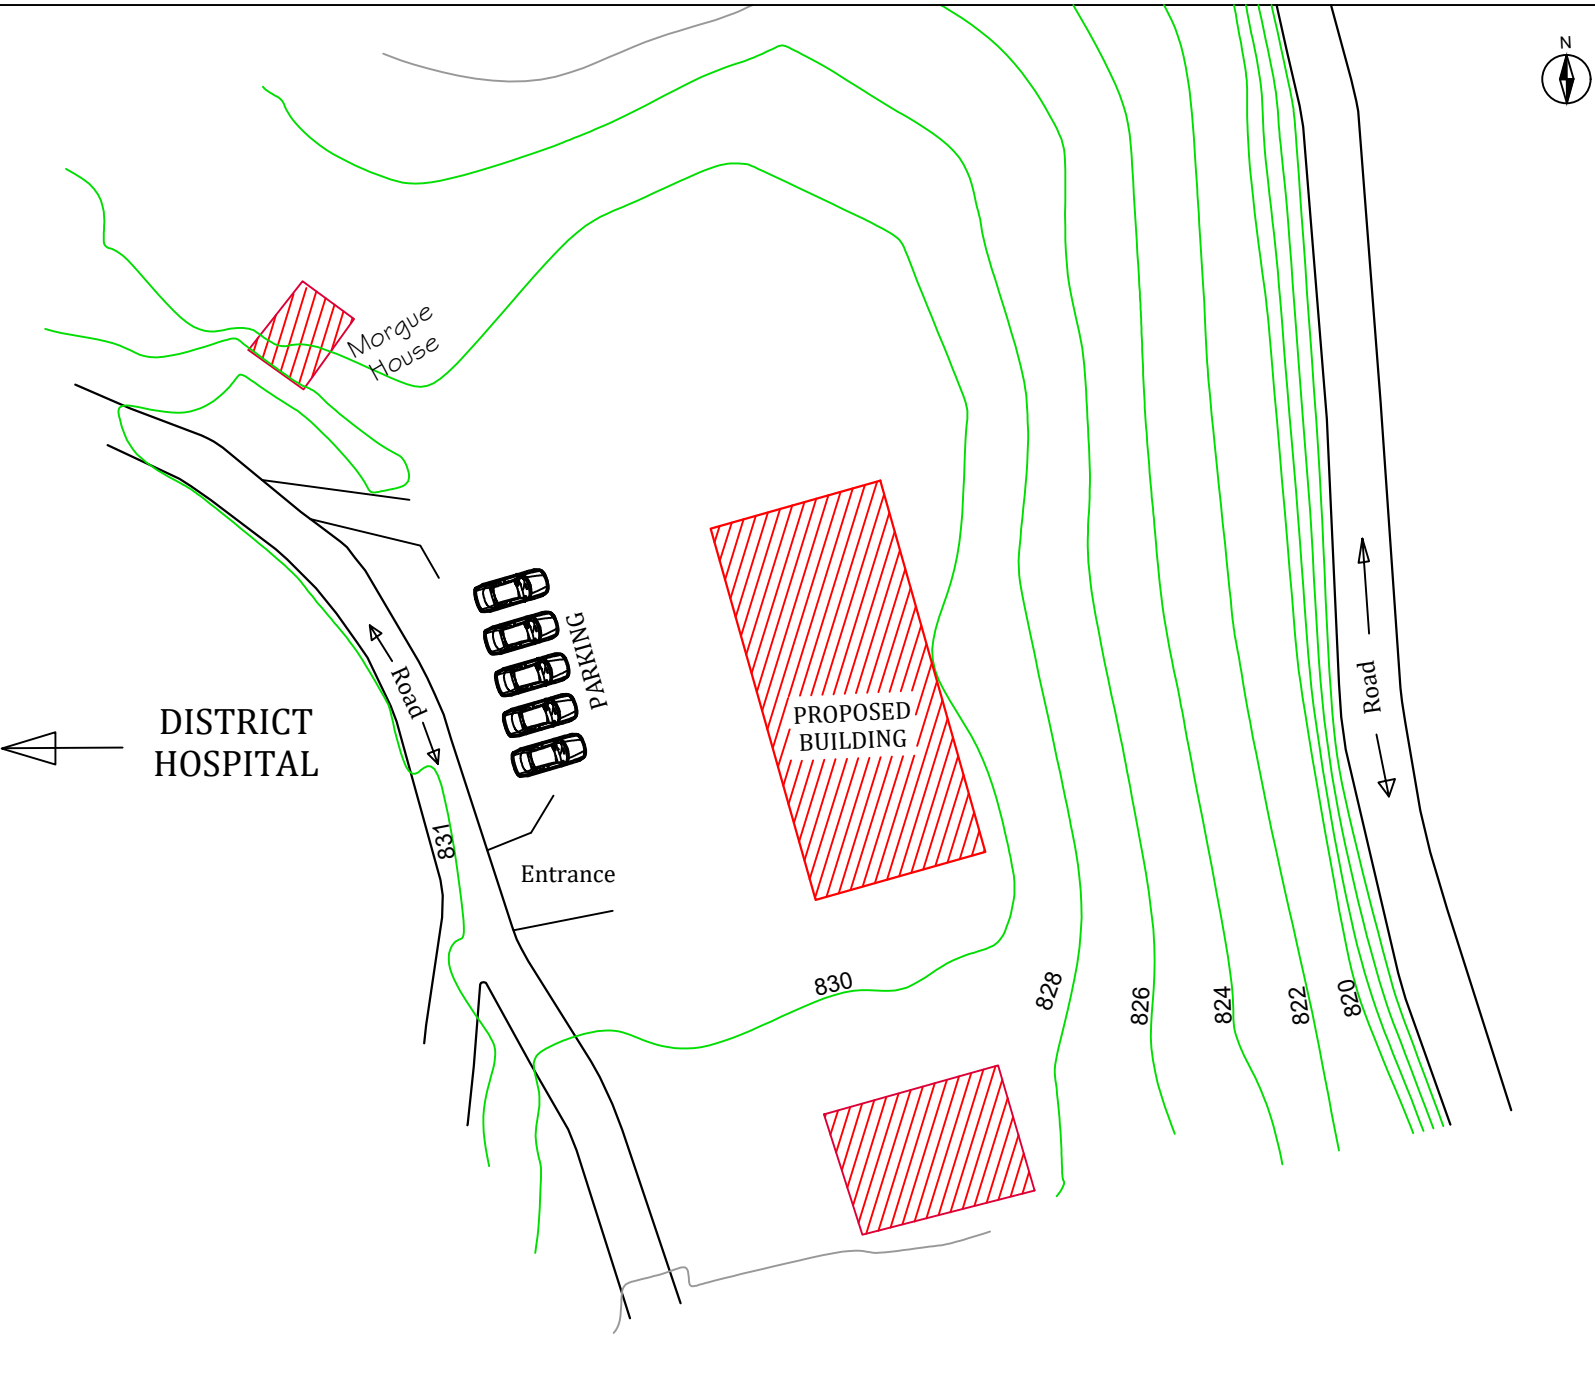 N
Morgue
House
PARKING
Road
DISTRICT
HOSPITAL
PROPOSED
BUILDING
Road
831
Entrance
830
828
826
824
822
820